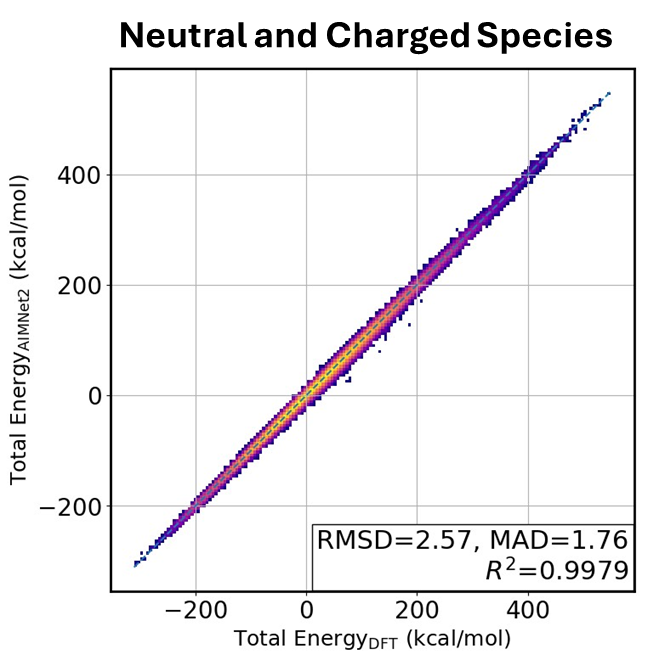 Neutral and Charged Species
Total Energy_AIMNet2 (kcal/mol)
400
200
0
−200
RMSD=2.57, MAD=1.76
R²=0.9979
−200 0 200 400
Total Energy_DFT (kcal/mol)